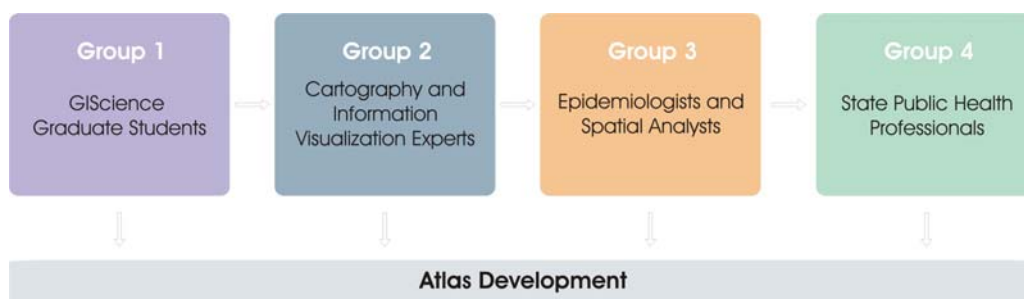 Group 1
GIScience
Graduate Students
Group 2
Cartography and
Information
Visualization Experts
Group 3
Epidemiologists and
Spatial Analysts
Group 4
State Public Health
Professionals
Atlas Development